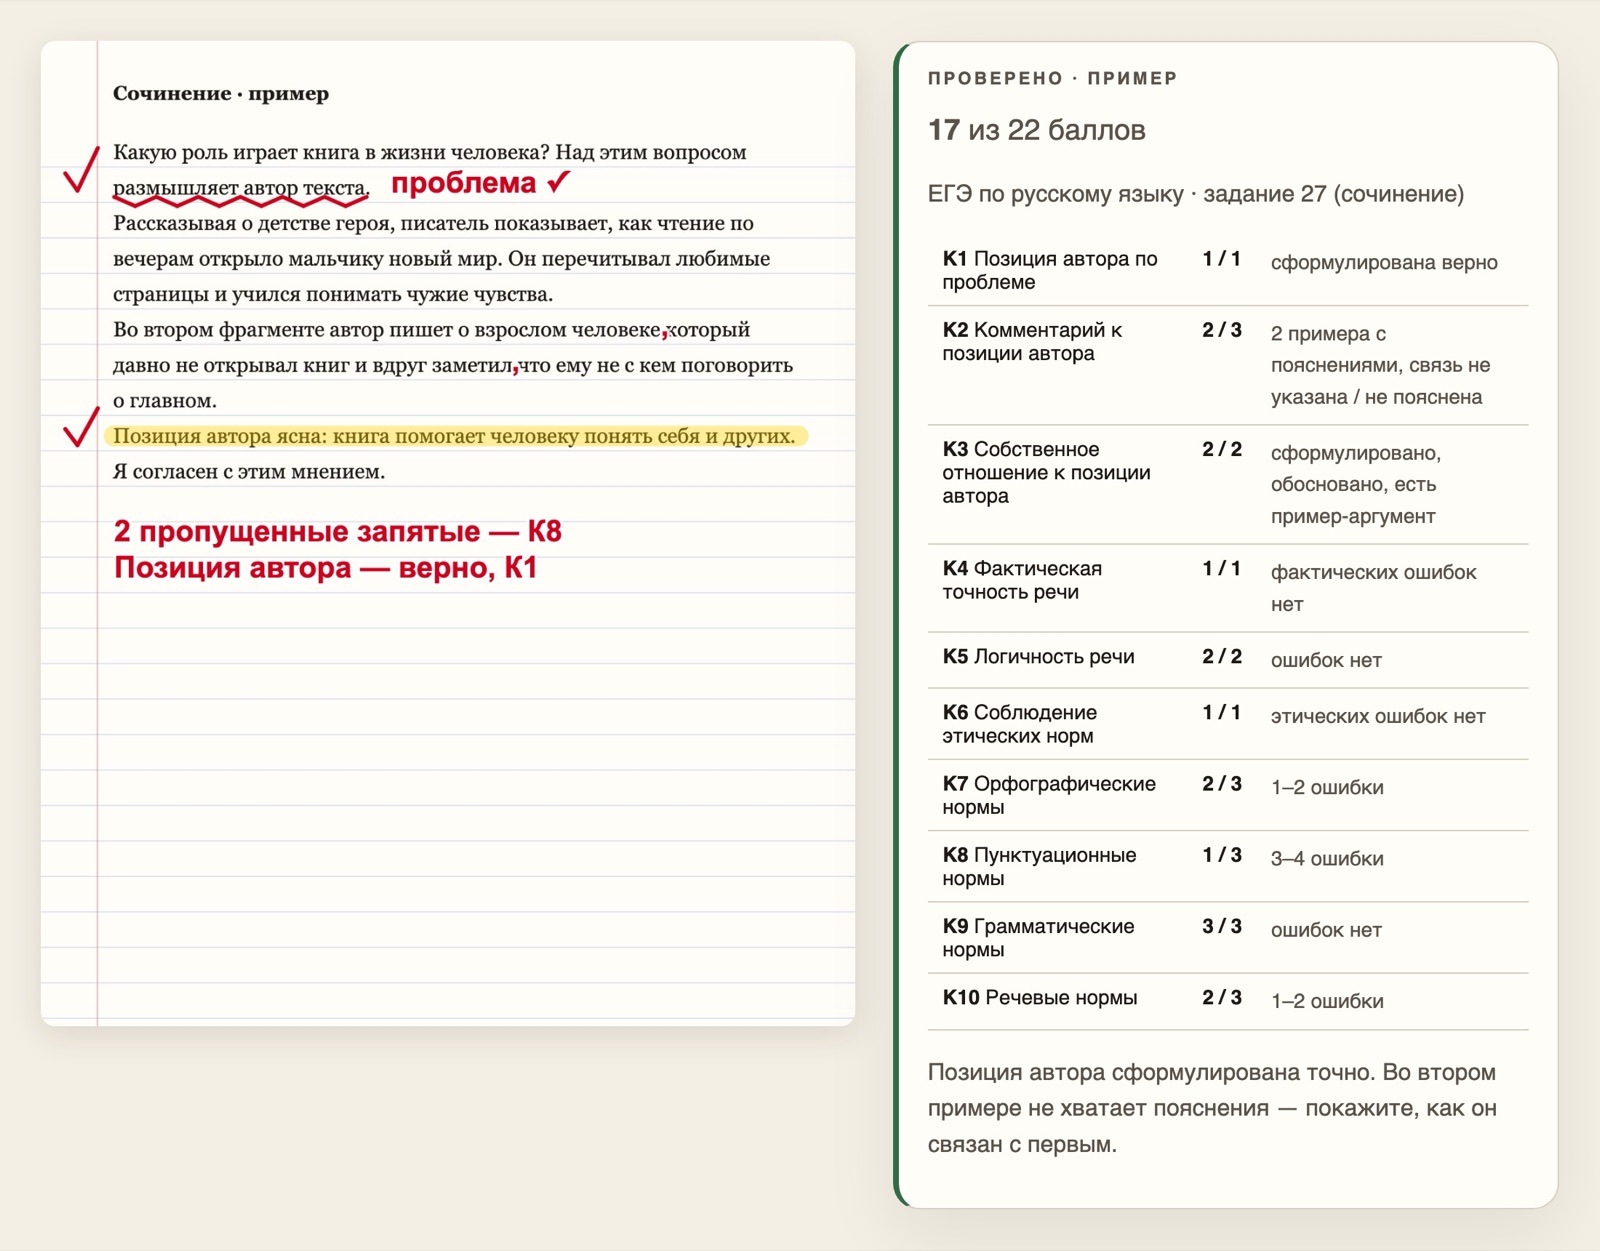 Сочинение · пример
Какую роль играет книга в жизни человека? Над этим вопросом
размышляет автор текста. проблема ✓
Рассказывая о детстве героя, писатель показывает, как чтение по
вечерам открыло мальчику новый мир. Он перечитывал любимые
страницы и учился понимать чужие чувства.
Во втором фрагменте автор пишет о взрослом человеке,который
давно не открывал книг и вдруг заметил,что ему не с кем поговорить
о главном.
Позиция автора ясна: книга помогает человеку понять себя и других.
Я согласен с этим мнением.
2 пропущенные запятые — К8
Позиция автора — верно, К1
ПРОВЕРЕНО · ПРИМЕР
17 из 22 баллов
ЕГЭ по русскому языку · задание 27 (сочинение)
К1 Позиция автора по
проблеме
1 / 1
сформулирована верно
К2 Комментарий к
позиции автора
2 / 3
2 примера с
пояснениями, связь не
указана / не пояснена
К3 Собственное
отношение к позиции
автора
2 / 2
сформулировано,
обосновано, есть
пример-аргумент
К4 Фактическая
точность речи
1 / 1
фактических ошибок
нет
К5 Логичность речи
2 / 2
ошибок нет
К6 Соблюдение
этических норм
1 / 1
этических ошибок нет
К7 Орфографические
нормы
2 / 3
1–2 ошибки
К8 Пунктуационные
нормы
1 / 3
3–4 ошибки
К9 Грамматические
нормы
3 / 3
ошибок нет
К10 Речевые нормы
2 / 3
1–2 ошибки
Позиция автора сформулирована точно. Во втором
примере не хватает пояснения — покажите, как он
связан с первым.